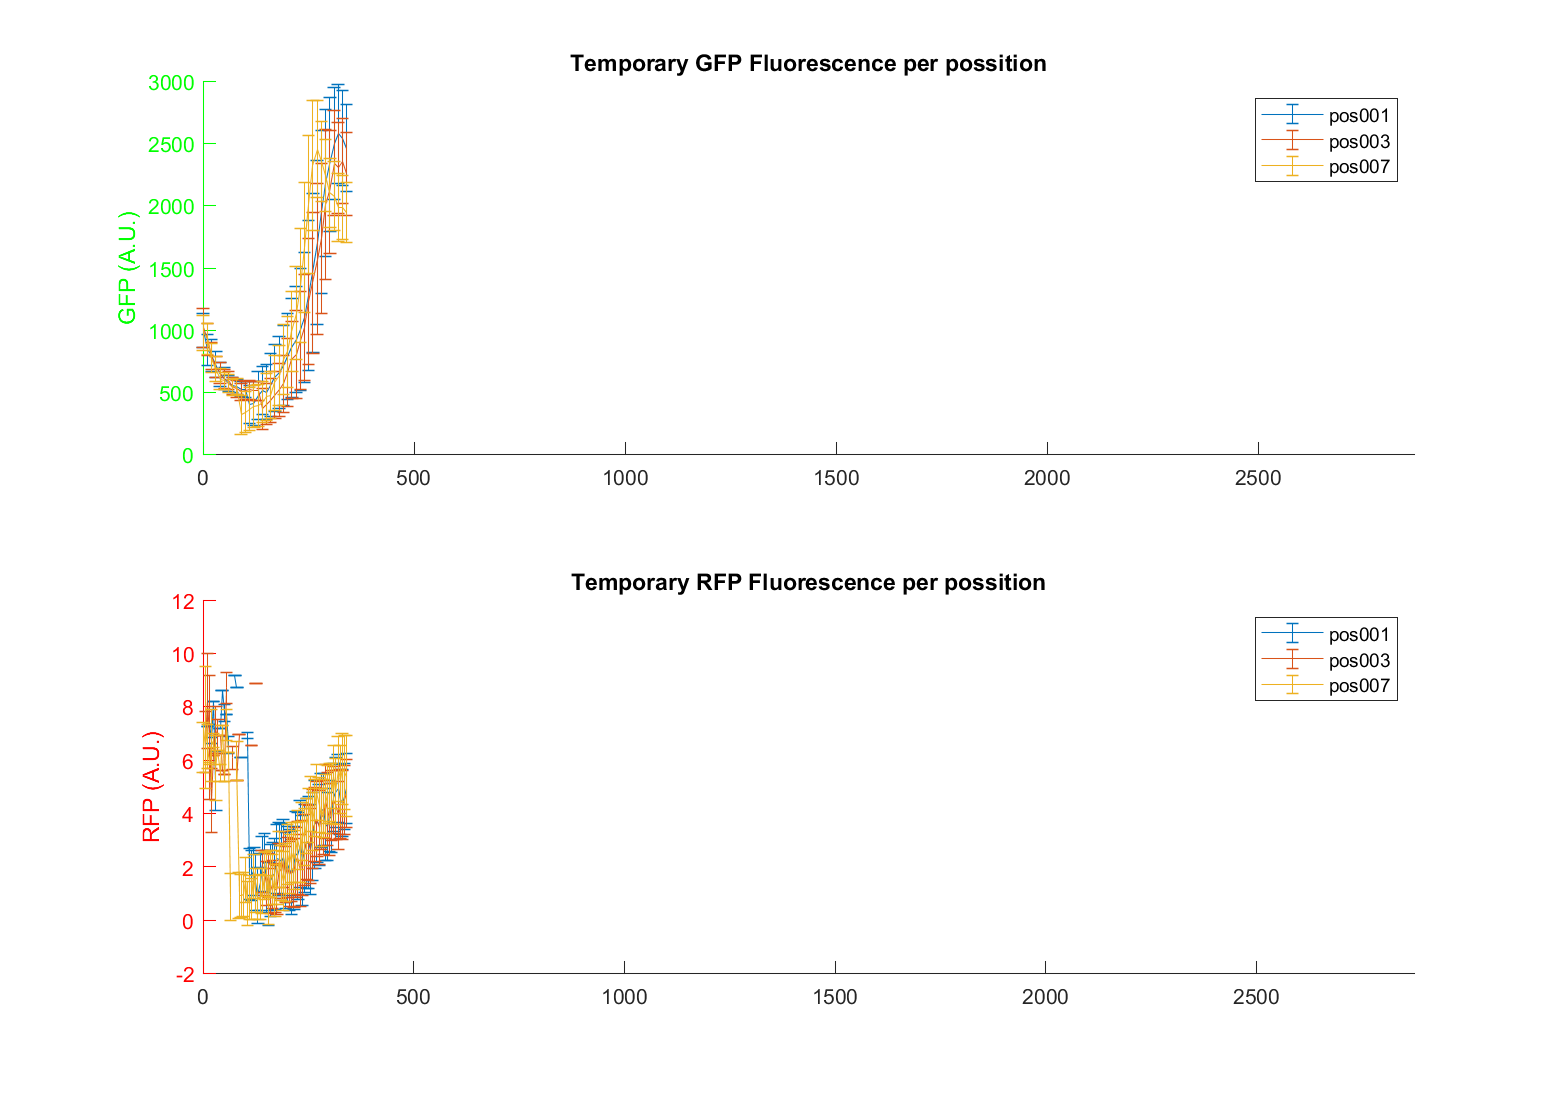 Temporary GFP Fluorescence per possition
3000
2500
2000
1500
1000
500
0
GFP (A.U.)
pos001
pos003
pos007
0 500 1000 1500 2000 2500
Temporary RFP Fluorescence per possition
12
10
8
6
4
2
0
-2
RFP (A.U.)
pos001
pos003
pos007
0 500 1000 1500 2000 2500